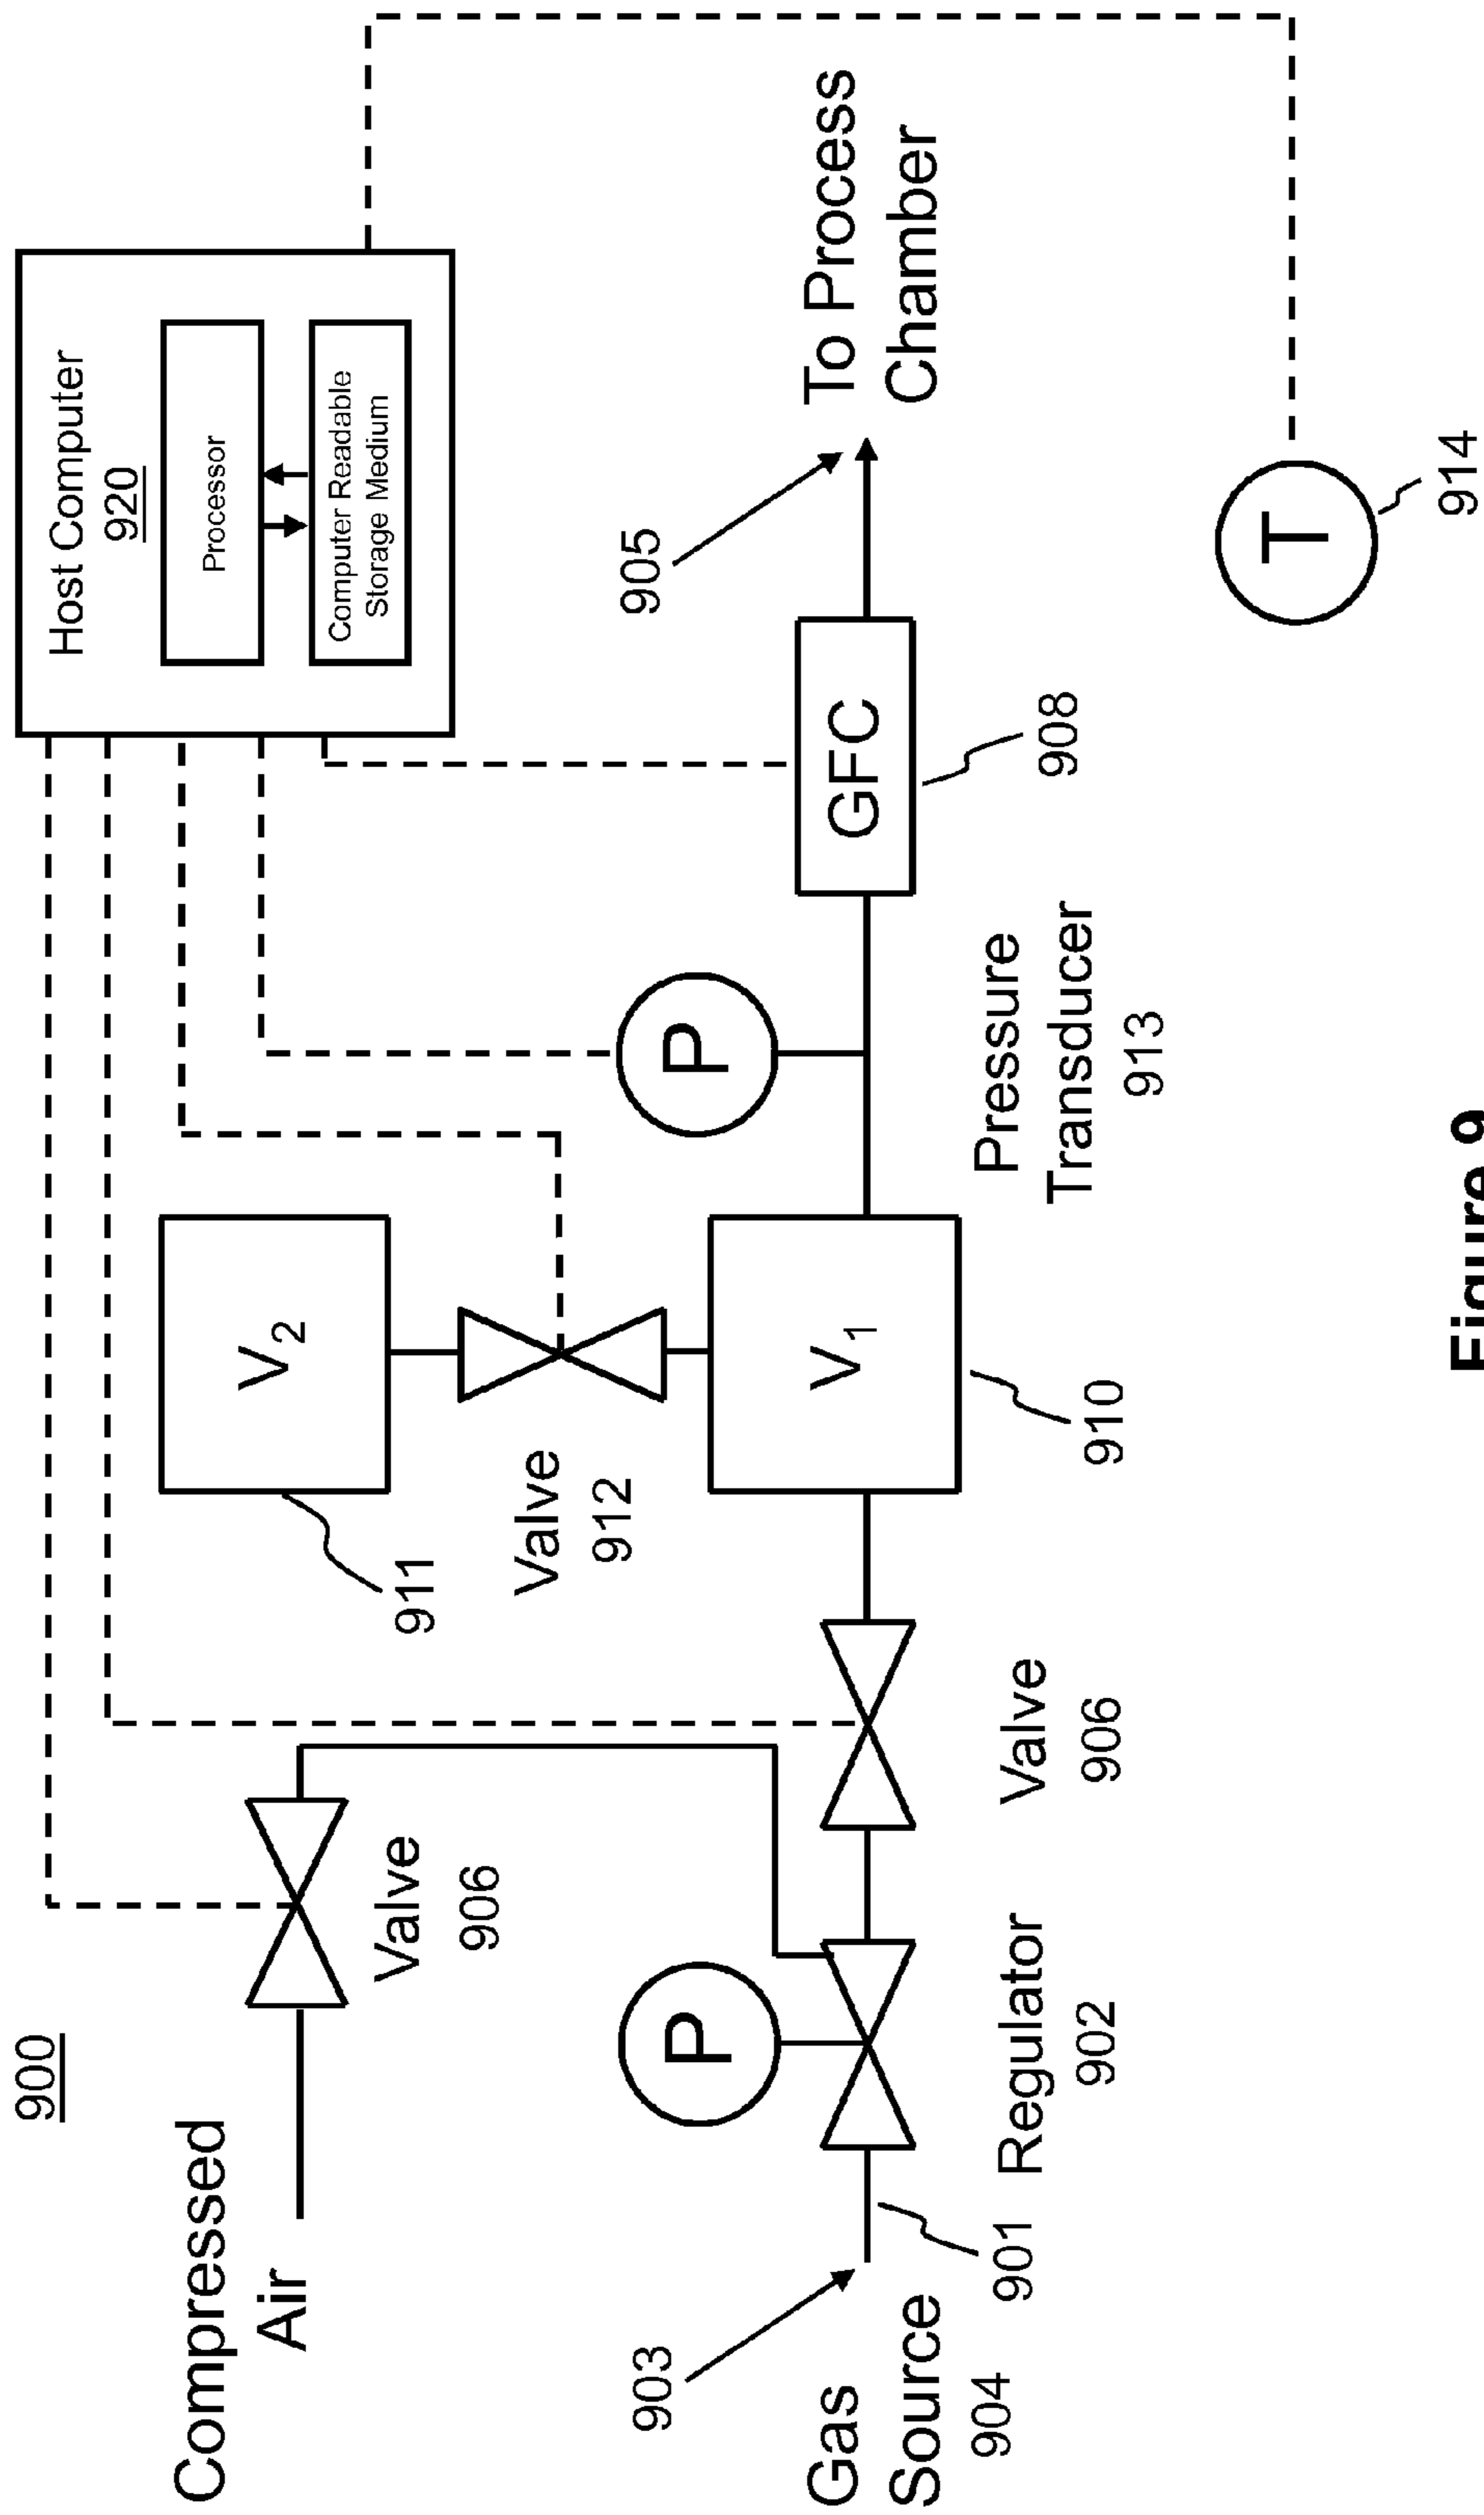 900
Compressed
Air
Valve
906
Host Computer
920
Processor
Computer Readable
Storage Medium
V2
911
Valve
912
P
P
903
905
Gas
Source
904
901
Regulator
902
Valve
906
V1
910
Pressure
Transducer
913
GFC
908
To Process
Chamber
T
914
Figure 9